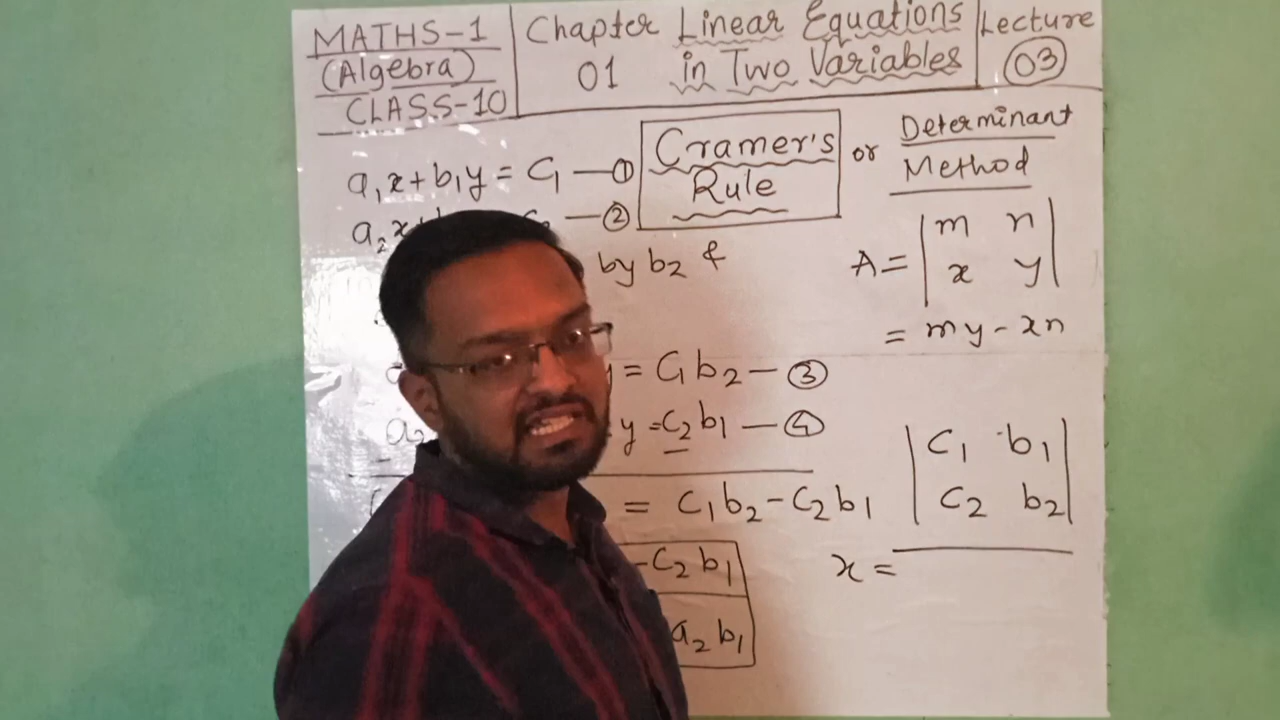 MATHS-1
(Algebra)
CLASS-10
Chapter 01
Linear Equations
in Two Variables
Lecture
03
Cramer's
Rule
or
Determinant
Method
a₁x+b₁y = C₁ — ①
a₂x — ②
by b₂ &
= C₁b₂ — ③
a₂ y = C₂b₁ — ④
= C₁b₂-C₂b₁
-C₂b₁
a₂b₁
A = | m n |
| x y |
= my - xn
| C₁ b₁ |
| C₂ b₂ |
x =